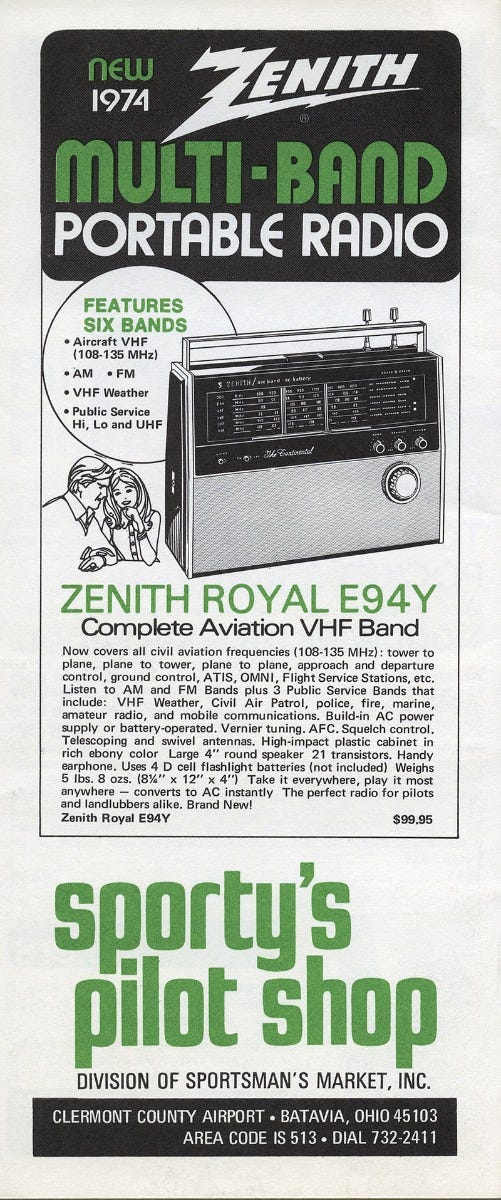 NEW
1974
ZENITH
®
MULTI-BAND
PORTABLE RADIO
FEATURES
SIX BANDS
• Aircraft VHF
(108-135 MHz)
• AM • FM
• VHF Weather
• Public Service
Hi, Lo and UHF
ZENITH
The Continental
ZENITH ROYAL E94Y
Complete Aviation VHF Band
Now covers all civil aviation frequencies (108-135 MHz): tower to
plane, plane to tower, plane to plane, approach and departure
control, ground control, ATIS, OMNI, Flight Service Stations, etc.
Listen to AM and FM Bands plus 3 Public Service Bands that
include: VHF Weather, Civil Air Patrol, police, fire, marine,
amateur radio, and mobile communications. Build-in AC power
supply or battery-operated. Vernier tuning. AFC. Squelch control.
Telescoping and swivel antennas. High-impact plastic cabinet in
rich ebony color Large 4" round speaker 21 transistors. Handy
earphone. Uses 4 D cell flashlight batteries (not included) Weighs
5 lbs. 8 ozs. (8¼" x 12" x 4") Take it everywhere, play it most
anywhere — converts to AC instantly The perfect radio for pilots
and landlubbers alike. Brand New!
Zenith Royal E94Y $99.95
sporty's
pilot shop
DIVISION OF SPORTSMAN'S MARKET, INC.
CLERMONT COUNTY AIRPORT • BATAVIA, OHIO 45103
AREA CODE IS 513 • DIAL 732-2411